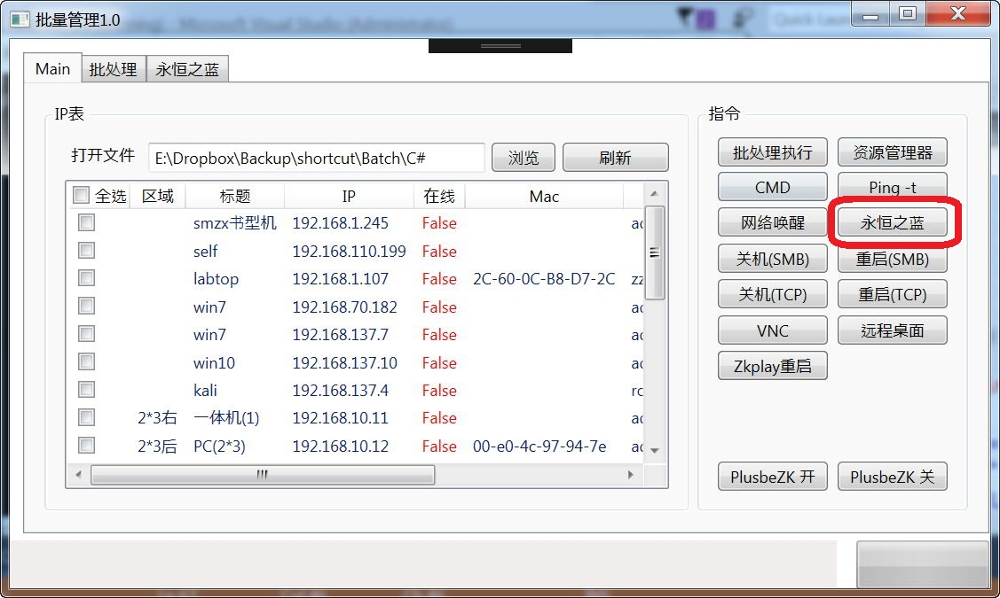 批量管理1.0
Microsoft Visual Studio (Administrator)
Quick Laun
Main 批处理 永恒之蓝
IP表
打开文件 E:\Dropbox\Backup\shortcut\Batch\C# 浏览 刷新
全选 区域 标题 IP 在线 Mac
smzx书型机 192.168.1.245 False
self 192.168.110.199 False
labtop 192.168.1.107 False 2C-60-0C-B8-D7-2C zz
win7 192.168.70.182 False
win7 192.168.137.7 False
win10 192.168.137.10 False
kali 192.168.137.4 False
2*3右 一体机(1) 192.168.10.11 False
2*3后 PC(2*3) 192.168.10.12 False 00-e0-4c-97-94-7e
指令
批处理执行 资源管理器
CMD Ping -t
网络唤醒 永恒之蓝
关机(SMB) 重启(SMB)
关机(TCP) 重启(TCP)
VNC 远程桌面
Zkplay重启
PlusbeZK 开 PlusbeZK 关